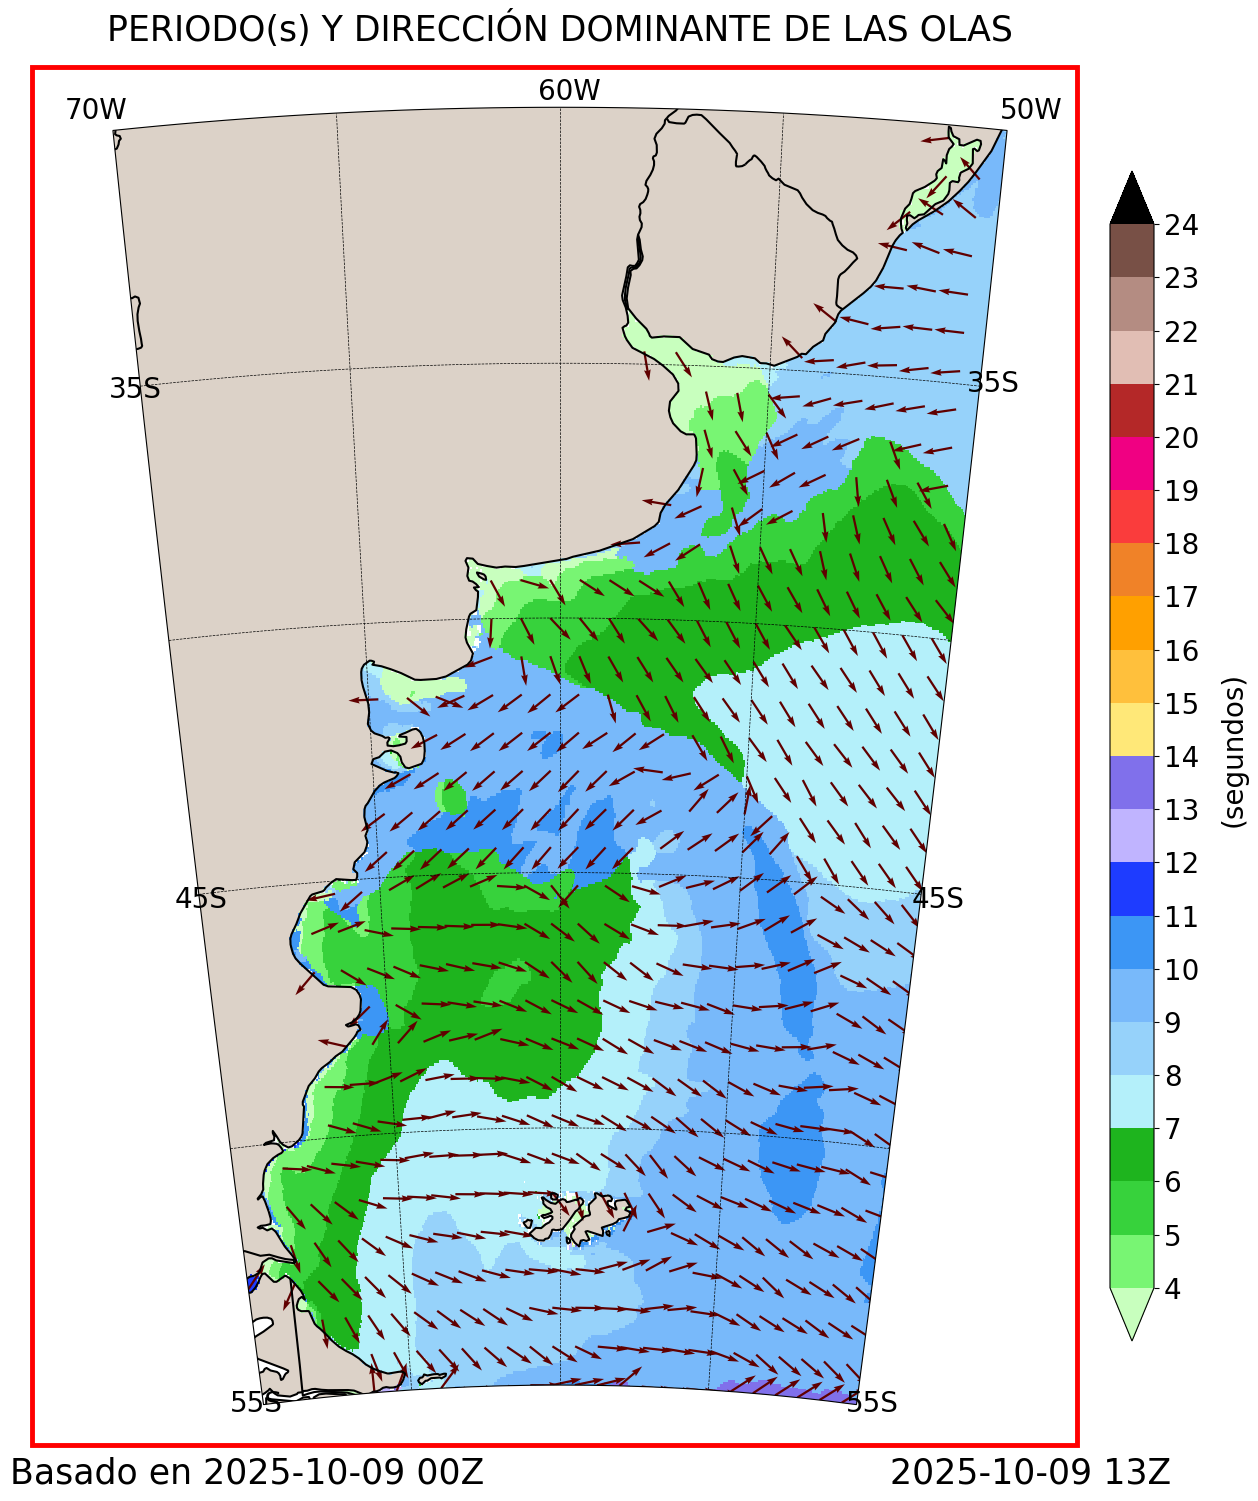 PERIODO(s) Y DIRECCIÓN DOMINANTE DE LAS OLAS
70W
60W
50W
35S
35S
45S
45S
55S
55S
24
23
22
21
20
19
18
17
16
15
14
13
12
11
10
9
8
7
6
5
4
(segundos)
Basado en 2025-10-09 00Z
2025-10-09 13Z